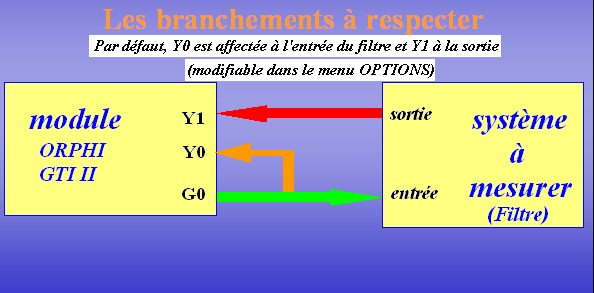 Les branchements à respecter
Par défaut, Y0 est affectée à l'entrée du filtre et Y1 à la sortie
(modifiable dans le menu OPTIONS)
module
ORPHI
GTI II
Y1
Y0
G0
sortie
entrée
système
à
mesurer
(Filtre)